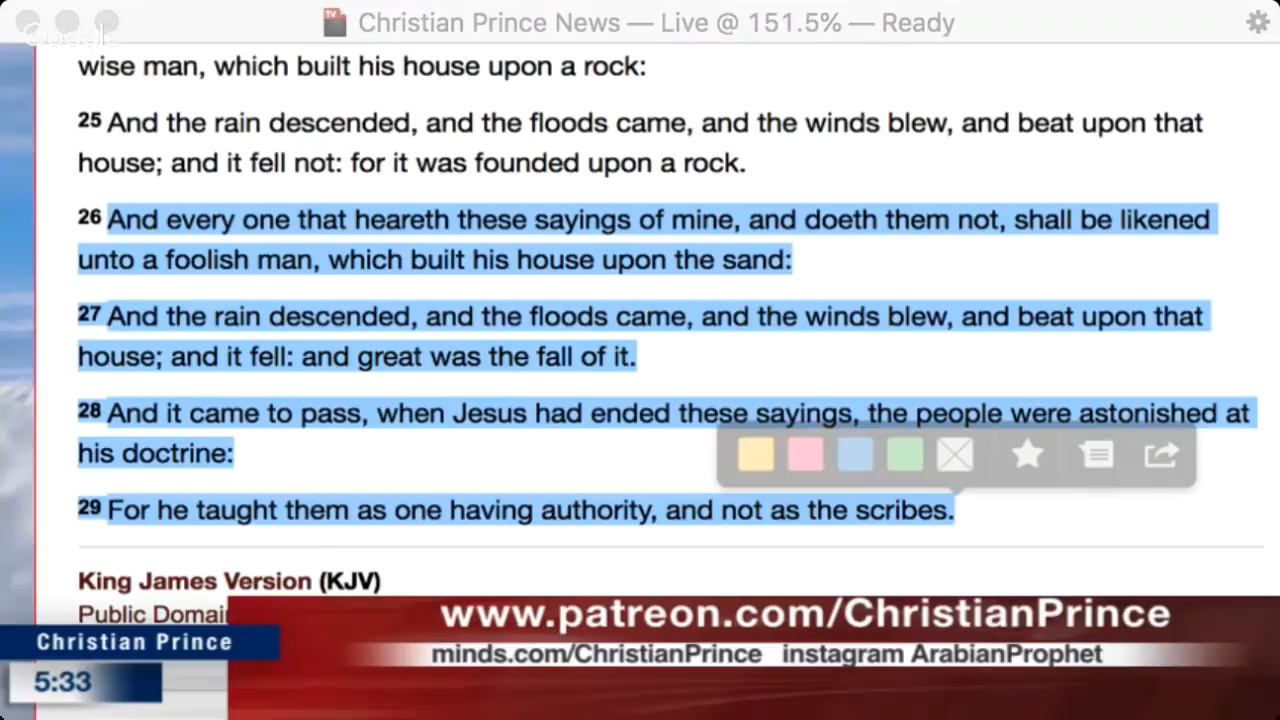 Christian Prince News — Live @ 151.5% — Ready
Google
wise man, which built his house upon a rock:
25 And the rain descended, and the floods came, and the winds blew, and beat upon that
house; and it fell not: for it was founded upon a rock.
26 And every one that heareth these sayings of mine, and doeth them not, shall be likened
unto a foolish man, which built his house upon the sand:
27 And the rain descended, and the floods came, and the winds blew, and beat upon that
house; and it fell: and great was the fall of it.
28 And it came to pass, when Jesus had ended these sayings, the people were astonished at
his doctrine:
29 For he taught them as one having authority, and not as the scribes.
King James Version (KJV)
Public Domai
www.patreon.com/ChristianPrince
Christian Prince
minds.com/ChristianPrince instagram ArabianProphet
5:33